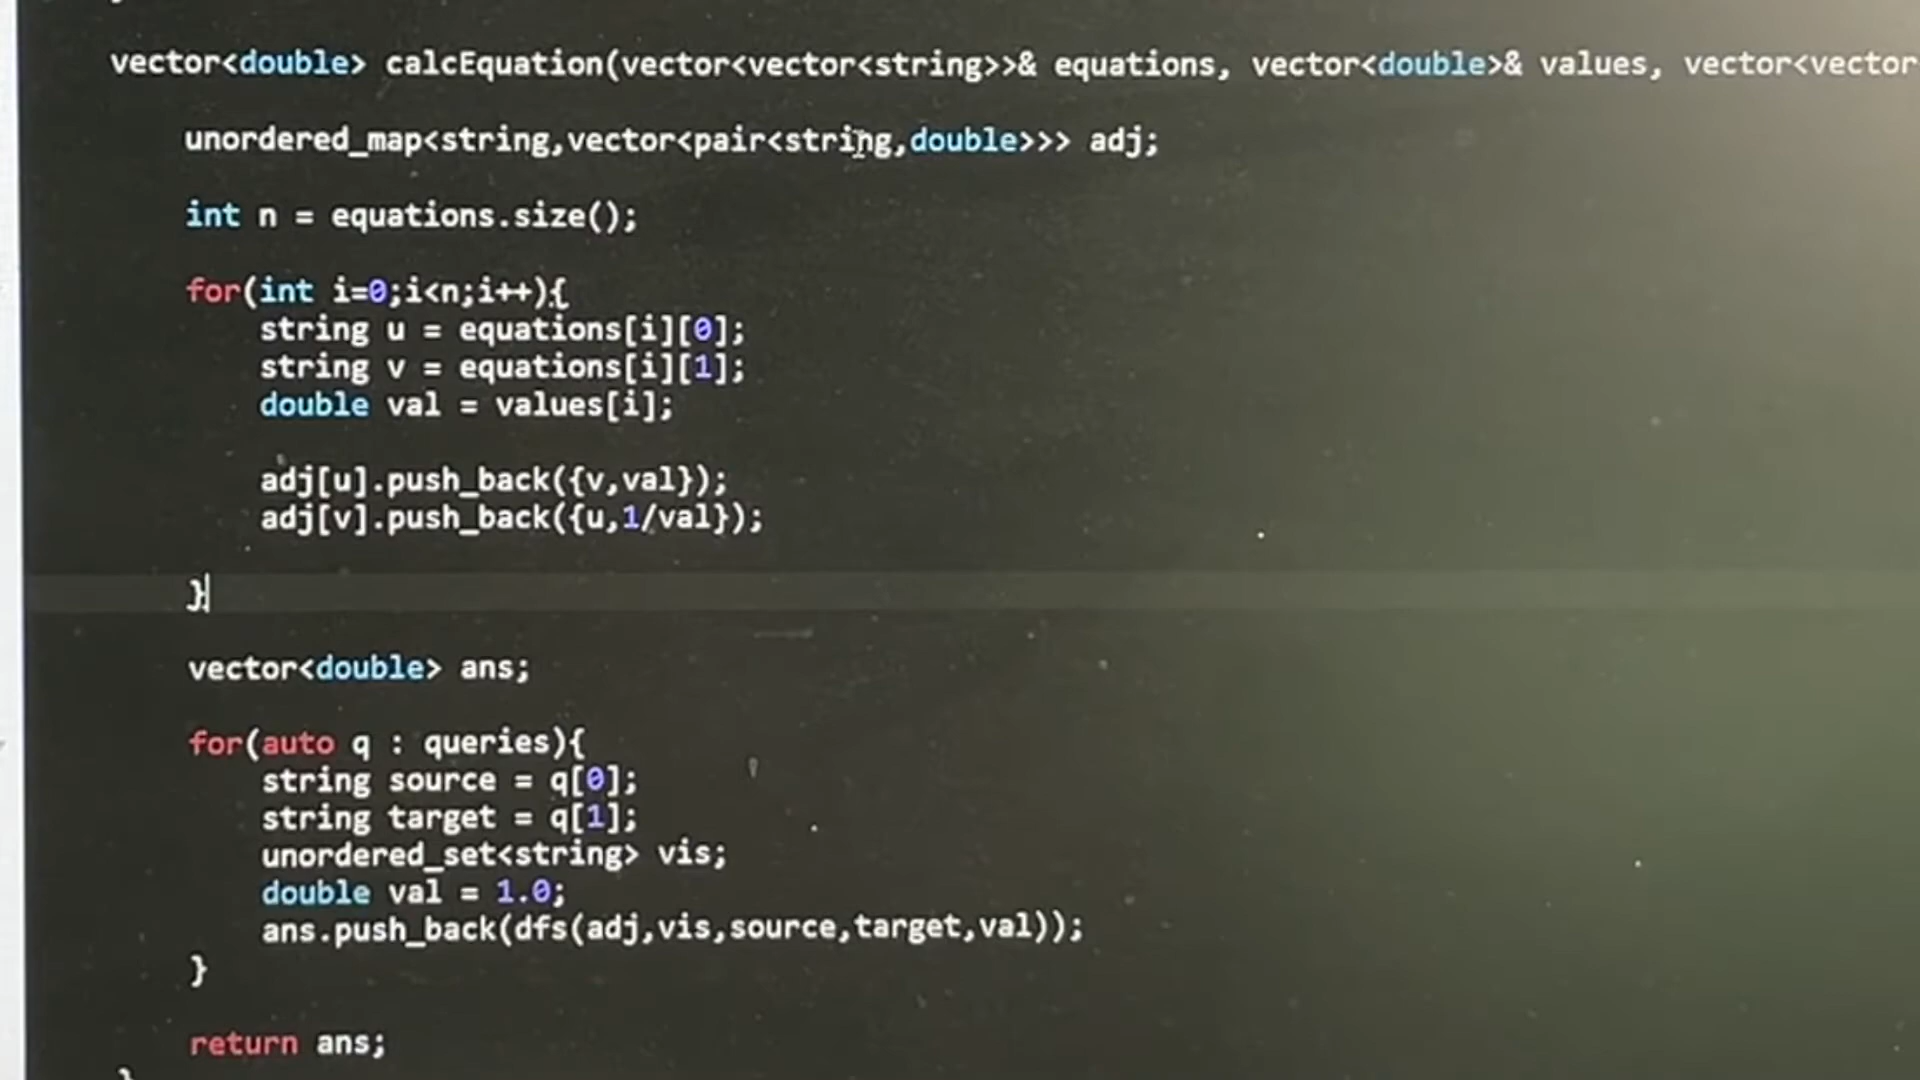 vector<double> calcEquation(vector<vector<string>>& equations, vector<double>& values, vector<vector
unordered_map<string,vector<pair<string,double>>> adj;
int n = equations.size();
for(int i=0;i<n;i++){
string u = equations[i][0];
string v = equations[i][1];
double val = values[i];
adj[u].push_back({v,val});
adj[v].push_back({u,1/val});
}
vector<double> ans;
for(auto q : queries){
string source = q[0];
string target = q[1];
unordered_set<string> vis;
double val = 1.0;
ans.push_back(dfs(adj,vis,source,target,val));
}
return ans;
}